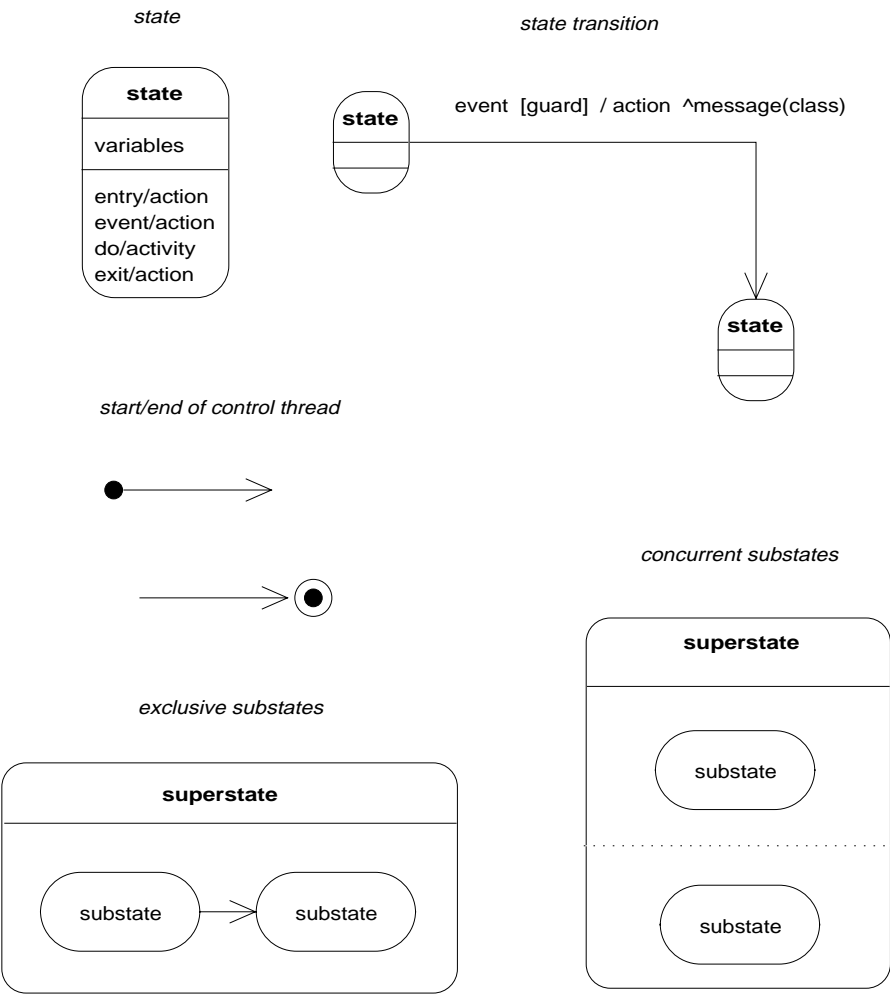 state
state
variables
entry/action
event/action
do/activity
exit/action
state transition
state
event [guard] / action ^message(class)
state
start/end of control thread
concurrent substates
superstate
substate
substate
exclusive substates
superstate
substate
substate